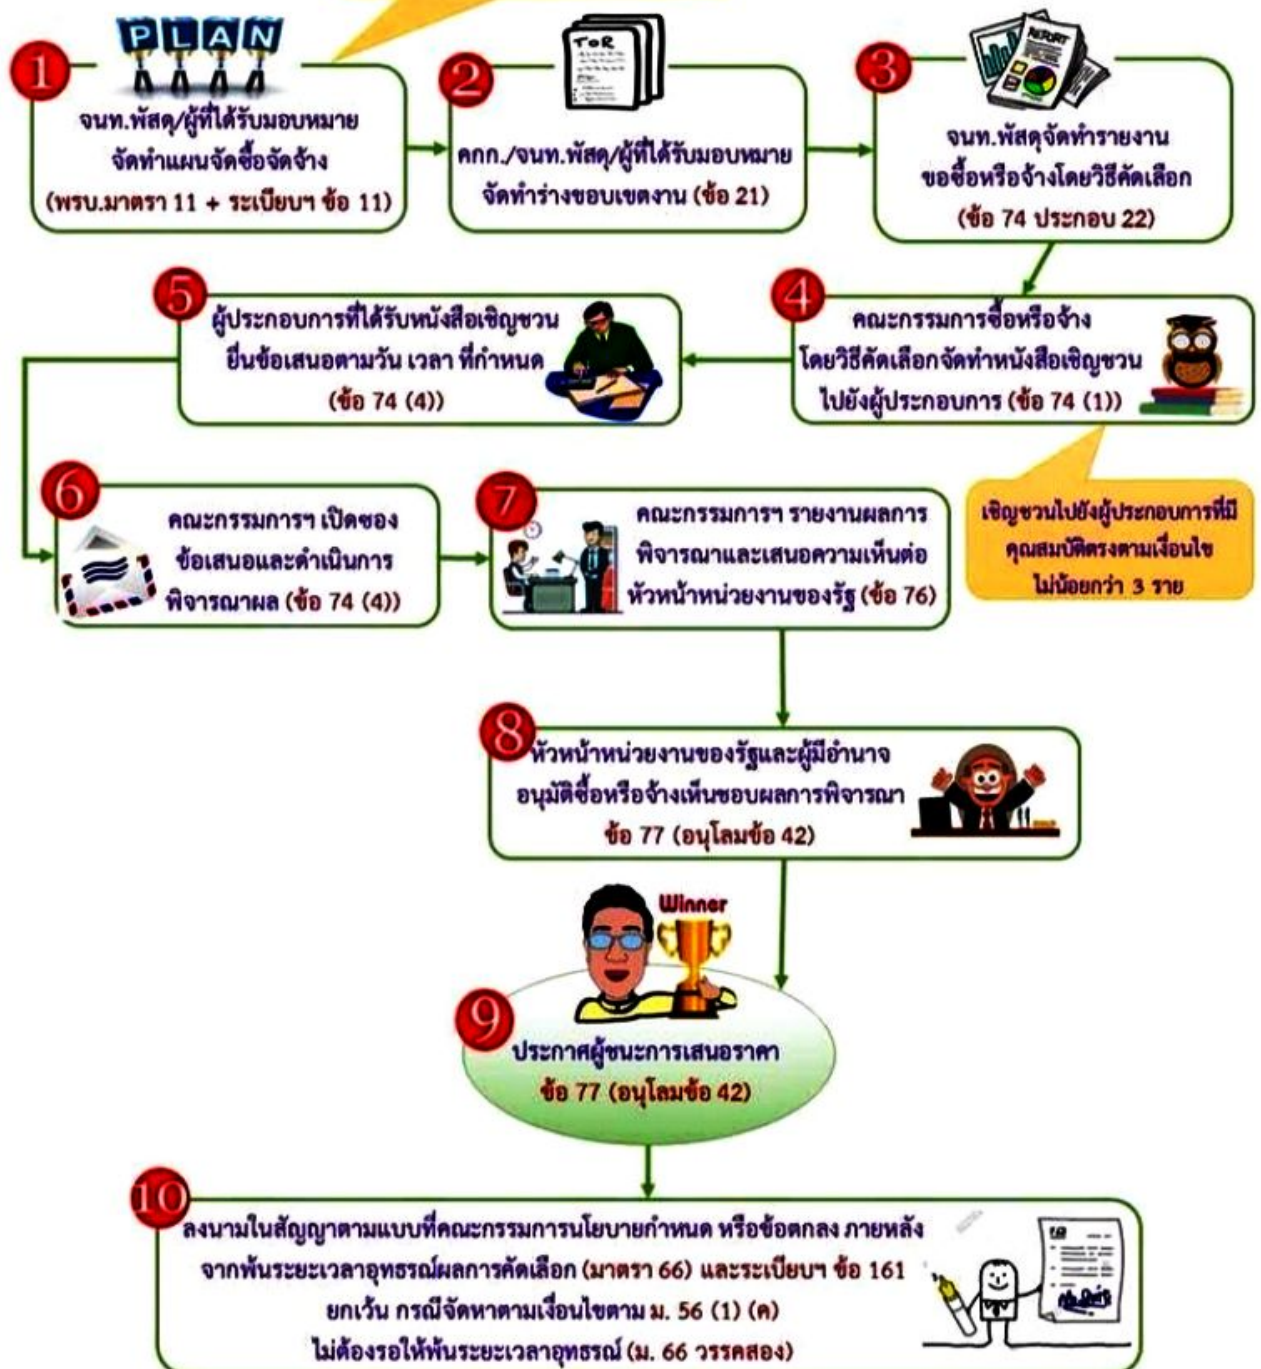 PLAN
1
จนท.พัสดุ/ผู้ที่ได้รับมอบหมาย
จัดทำแผนจัดซื้อจัดจ้าง
(พรบ.มาตรา 11 + ระเบียบฯ ข้อ 11)
TOR
2
คกก./จนท.พัสดุ/ผู้ที่ได้รับมอบหมาย
จัดทำร่างขอบเขตงาน (ข้อ 21)
REPORT
3
จนท.พัสดุจัดทำรายงาน
ขอซื้อหรือจ้างโดยวิธีคัดเลือก
(ข้อ 74 ประกอบ 22)
4
คณะกรรมการซื้อหรือจ้าง
โดยวิธีคัดเลือกจัดทำหนังสือเชิญชวน
ไปยังผู้ประกอบการ (ข้อ 74 (1))
เชิญชวนไปยังผู้ประกอบการที่มี
คุณสมบัติตรงตามเงื่อนไข
ไม่น้อยกว่า 3 ราย
5
ผู้ประกอบการที่ได้รับหนังสือเชิญชวน
ยื่นข้อเสนอตามวัน เวลา ที่กำหนด
(ข้อ 74 (4))
6
คณะกรรมการฯ เปิดซอง
ข้อเสนอและดำเนินการ
พิจารณาผล (ข้อ 74 (4))
7
คณะกรรมการฯ รายงานผลการ
พิจารณาและเสนอความเห็นต่อ
หัวหน้าหน่วยงานของรัฐ (ข้อ 76)
8
หัวหน้าหน่วยงานของรัฐและผู้มีอำนาจ
อนุมัติซื้อหรือจ้างเห็นชอบผลการพิจารณา
ข้อ 77 (อนุโลมข้อ 42)
Winner
9
ประกาศผู้ชนะการเสนอราคา
ข้อ 77 (อนุโลมข้อ 42)
10
ลงนามในสัญญาตามแบบที่คณะกรรมการนโยบายกำหนด หรือข้อตกลง ภายหลัง
จากพ้นระยะเวลาอุทธรณ์ผลการคัดเลือก (มาตรา 66) และระเบียบฯ ข้อ 161
ยกเว้น กรณีจัดหาตามเงื่อนไขตาม ม. 56 (1) (ค)
ไม่ต้องรอให้พ้นระยะเวลาอุทธรณ์ (ม. 66 วรรคสอง)